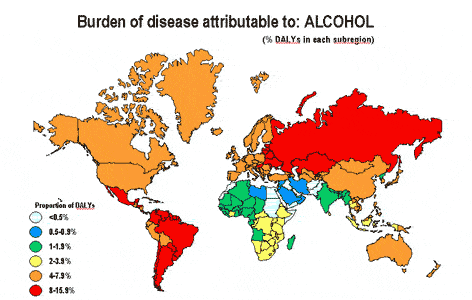 Burden of disease attributable to: ALCOHOL
(% DALYs in each subregion)
Proportion of DALYs
<0.5%
0.5-0.9%
1-1.9%
2-3.9%
4-7.9%
8-15.9%